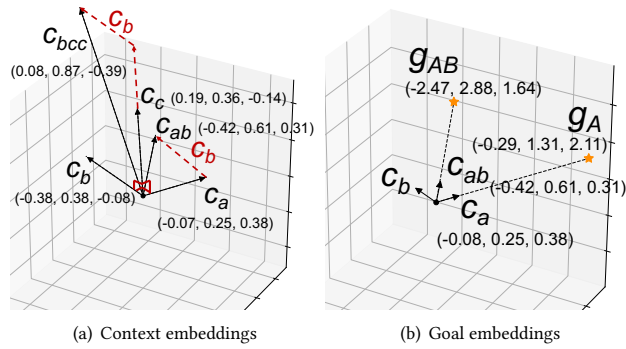 c_b
c_bcc
(0.08, 0.87, -0.39)
c_c (0.19, 0.36, -0.14)
c_ab (-0.42, 0.61, 0.31)
c_b
c_b
(-0.38, 0.38, -0.08)
c_a
(-0.07, 0.25, 0.38)
(a) Context embeddings
g_AB
(-2.47, 2.88, 1.64)
g_A
(-0.29, 1.31, 2.11)
c_ab
c_b
(-0.42, 0.61, 0.31)
c_a
(-0.08, 0.25, 0.38)
(b) Goal embeddings